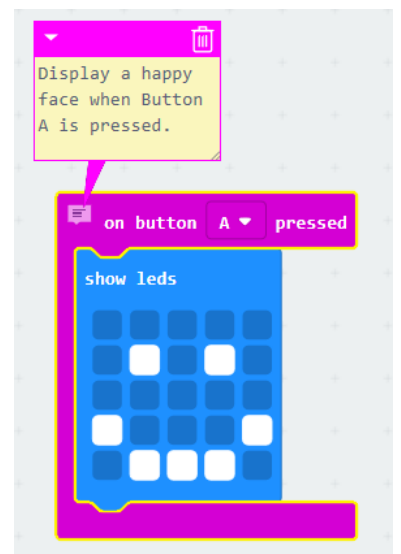 Display a happy
face when Button
A is pressed.
on button A pressed
show leds